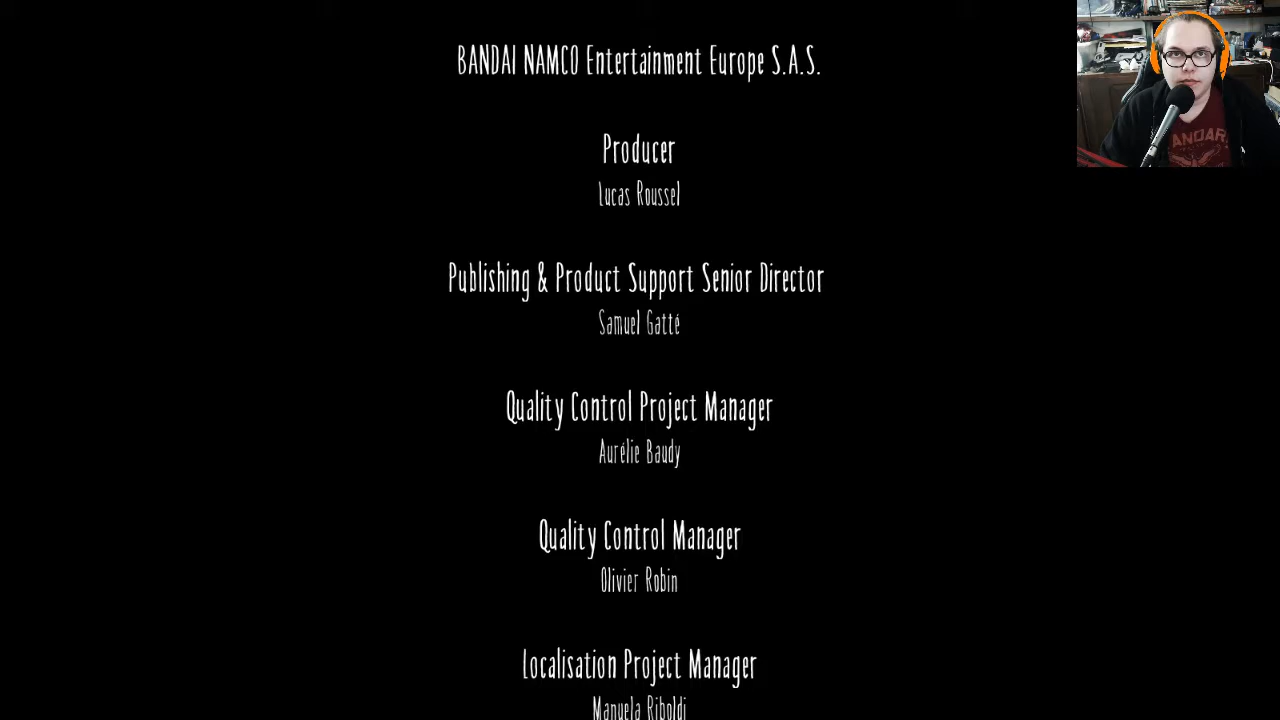 BANDAI NAMCO Entertainment Europe S.A.S.
Producer
Lucas Roussel
Publishing & Product Support Senior Director
Samuel Gatté
Quality Control Project Manager
Aurélie Baudy
Quality Control Manager
Olivier Robin
Localisation Project Manager
Manuela Riboldi
ANDAR